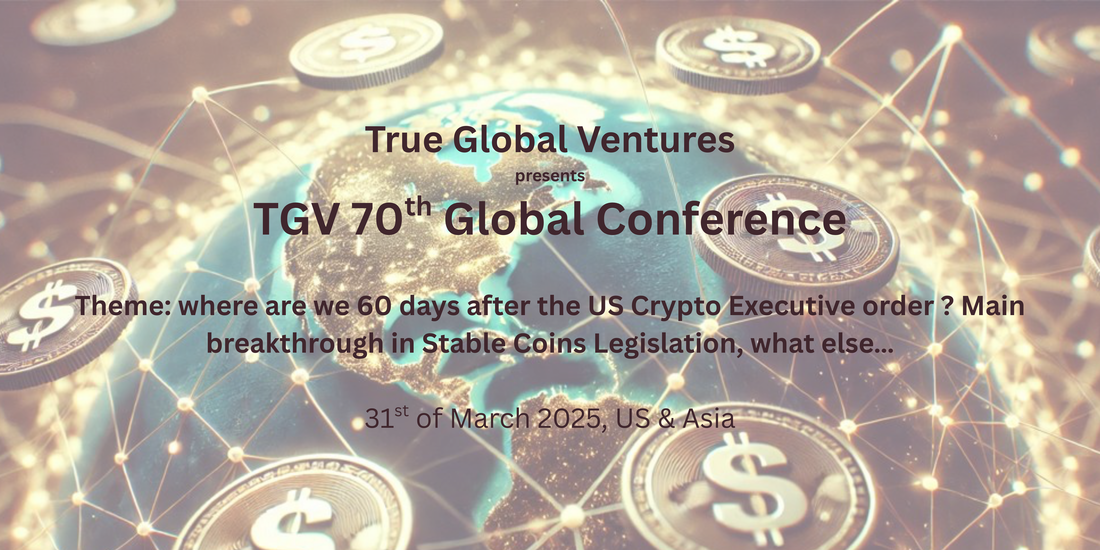 True Global Ventures
presents
TGV 70th Global Conference
Theme: where are we 60 days after the US Crypto Executive order ? Main
breakthrough in Stable Coins Legislation, what else...
31st of March 2025, US & Asia